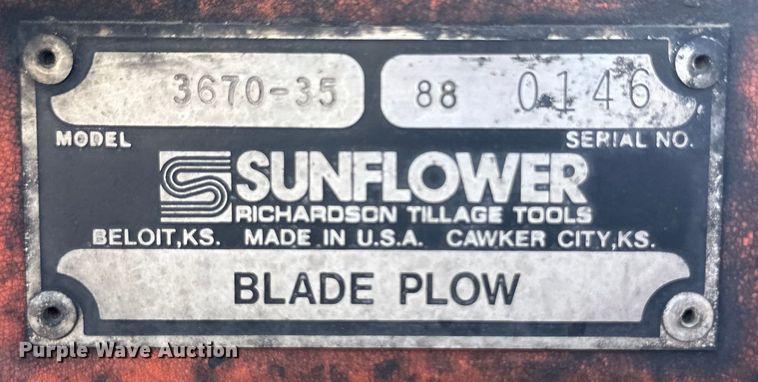 3670-35 88 0146
MODEL SERIAL NO.
SUNFLOWER
RICHARDSON TILLAGE TOOLS
BELOIT,KS. MADE IN U.S.A. CAWKER CITY,KS.
BLADE PLOW
Purple Wave Auction